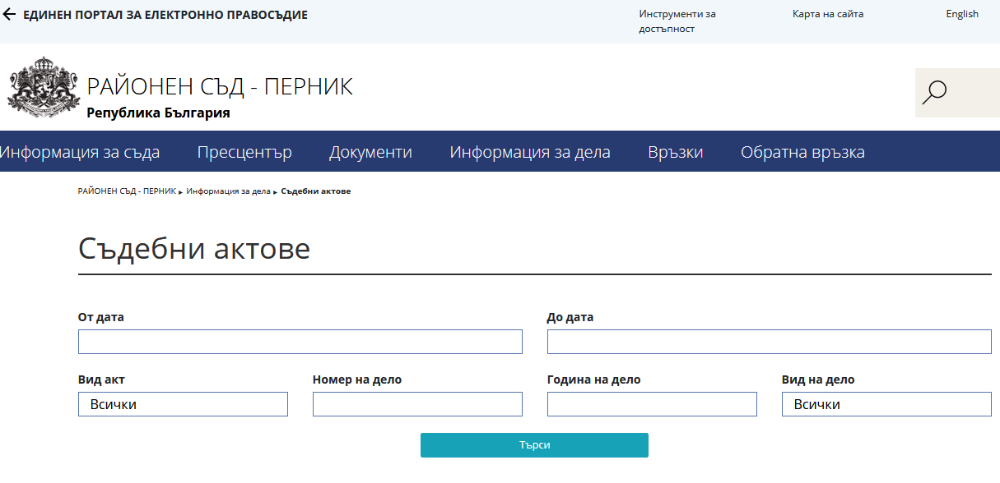 ЕДИНЕН ПОРТАЛ ЗА ЕЛЕКТРОННО ПРАВОСЪДИЕ
Инструменти за
достъпност
Карта на сайта
English
РАЙОНЕН СЪД - ПЕРНИК
Република България
Информация за съда Пресцентър Документи Информация за дела Връзки Обратна връзка
РАЙОНЕН СЪД - ПЕРНИК ▸ Информация за дела ▸ Съдебни актове
Съдебни актове
От дата До дата
Вид акт Номер на дело Година на дело Вид на дело
Всички Всички
Търси